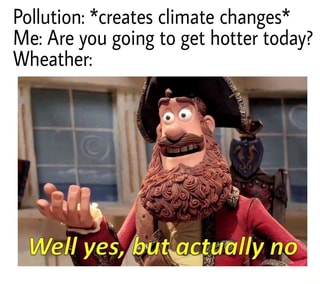 Pollution: *creates climate changes*
Me: Are you going to get hotter today?
Wheather:
Well yes, but actually no